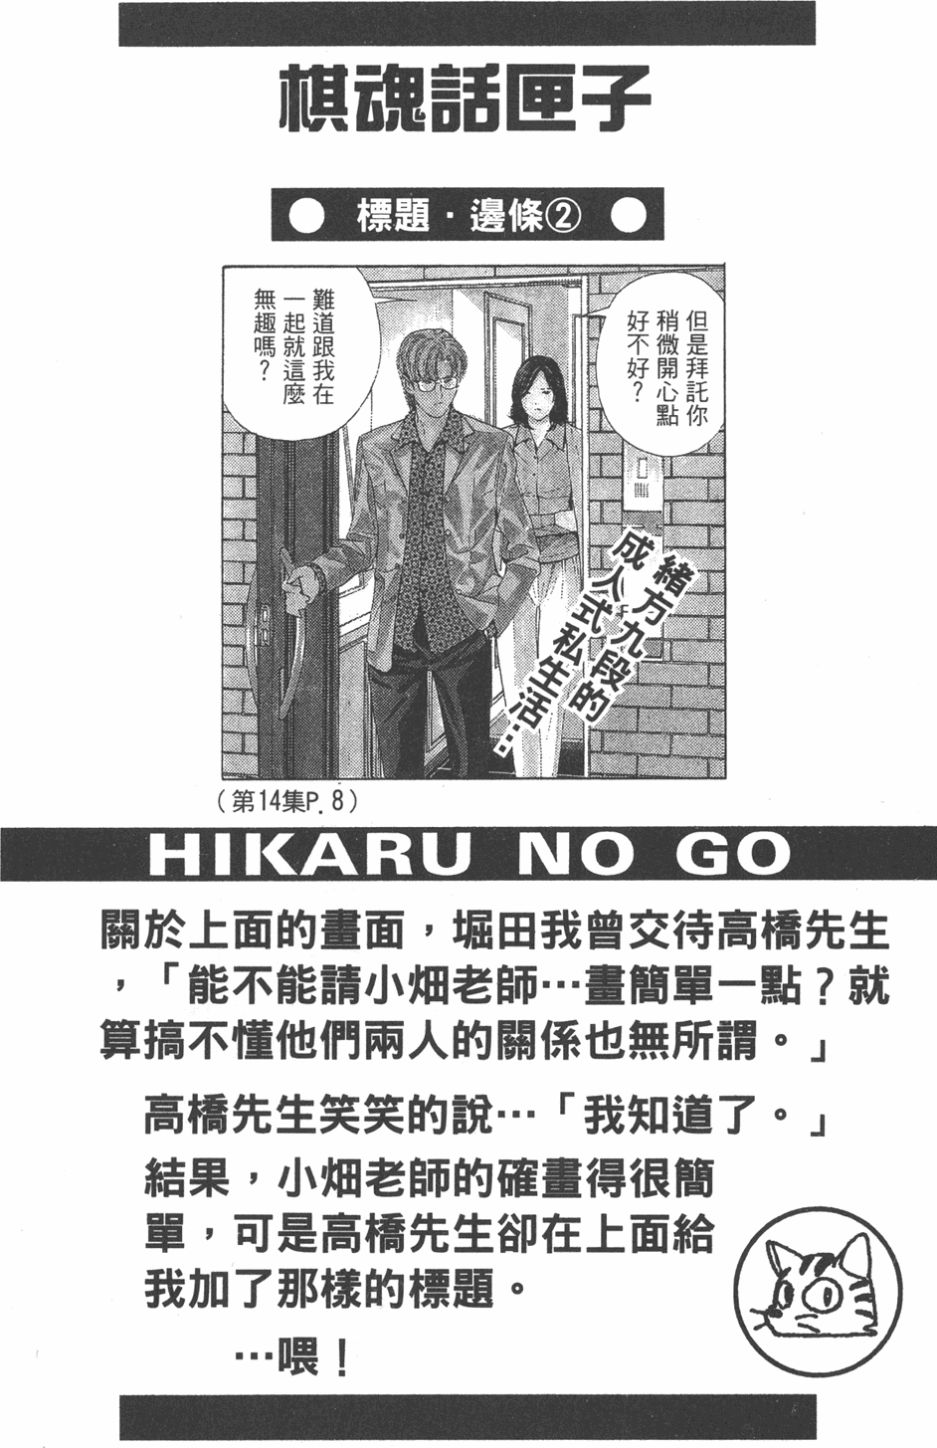 棋魂話匣子
標題・邊條②
但是拜託你
稍微開心點
好不好？
難道跟我在
一起就這麼
無趣嗎？
緒方九段的
成人式私生活…
（第14集P.8）
HIKARU NO GO
關於上面的畫面，堀田我曾交待高橋先生
，「能不能請小畑老師…畫簡單一點？就
算搞不懂他們兩人的關係也無所謂。」
高橋先生笑笑的說…「我知道了。」
結果，小畑老師的確畫得很簡
單，可是高橋先生卻在上面給
我加了那樣的標題。
…喂！